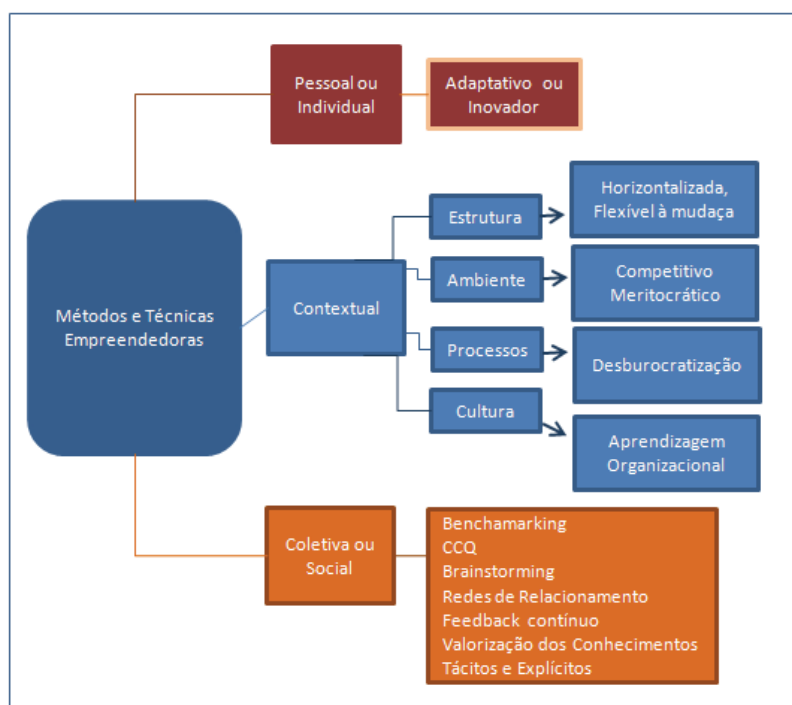 Pessoal ou
Individual
Adaptativo ou
Inovador
Métodos e Técnicas
Empreendedoras
Contextual
Estrutura
Horizontalizada,
Flexível à mudaça
Ambiente
Competitivo
Meritocrático
Processos
Desburocratização
Cultura
Aprendizagem
Organizacional
Coletiva ou
Social
Benchamarking
CCQ
Brainstorming
Redes de Relacionamento
Feedback contínuo
Valorização dos Conhecimentos
Tácitos e Explícitos